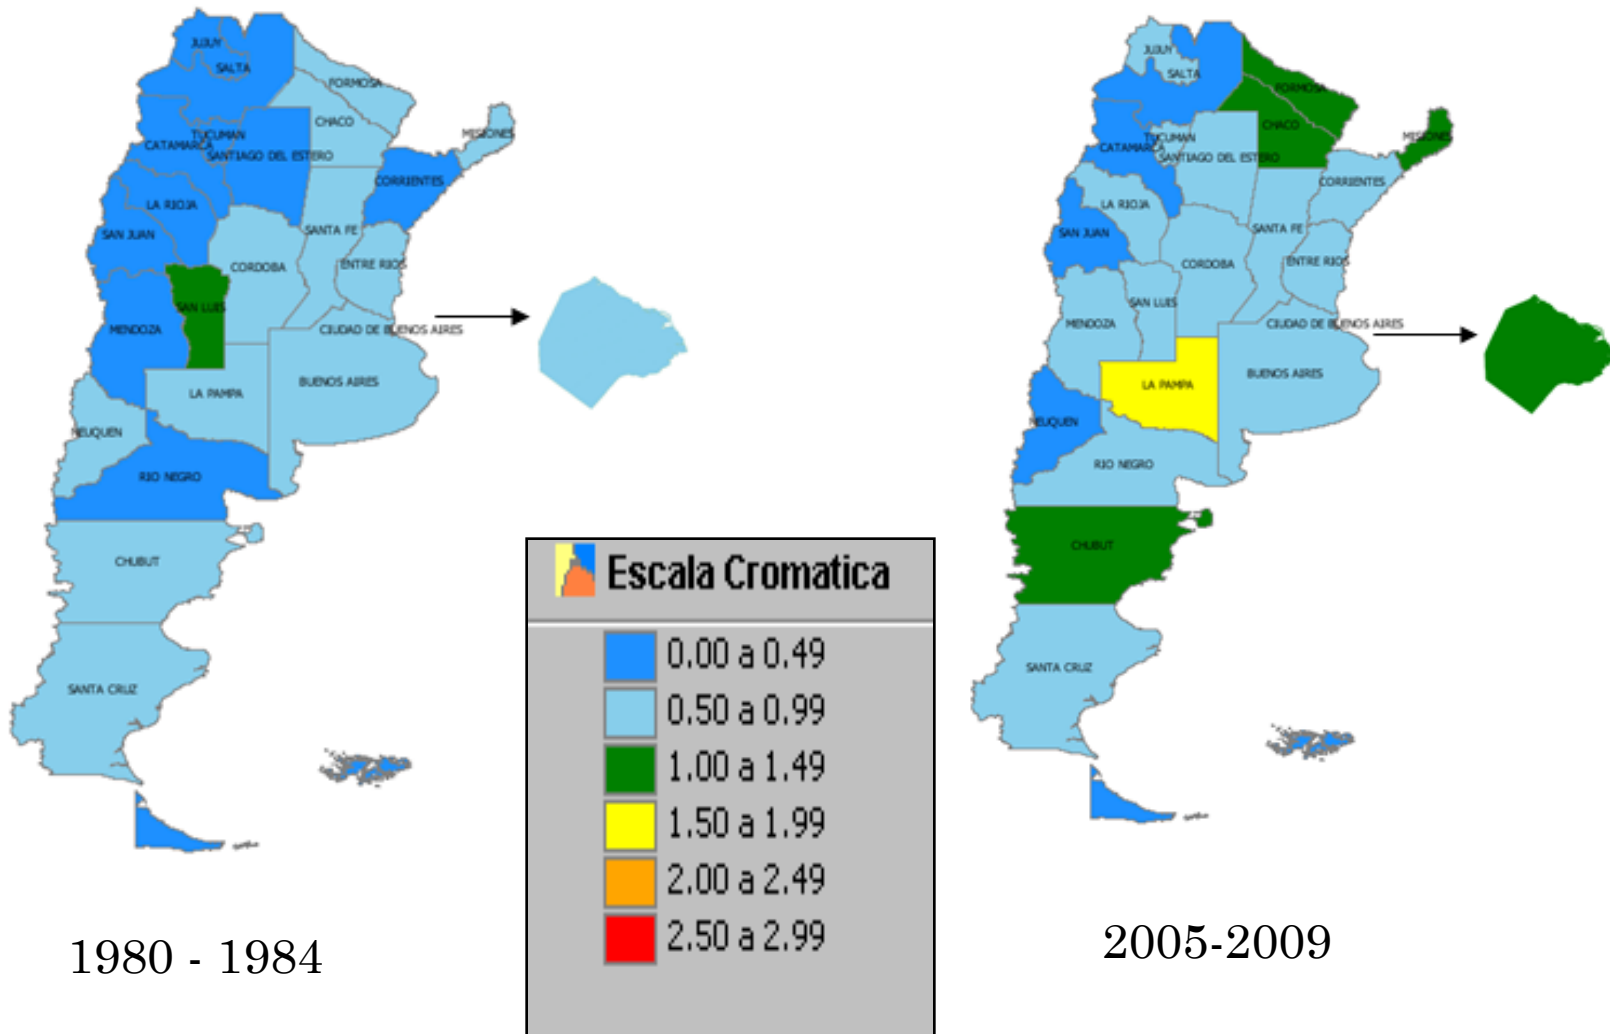 JUJUY
SALTA
FORMOSA
CHACO
MISIONES
TUCUMAN
CATAMARCA
SANTIAGO DEL ESTERO
CORRIENTES
LA RIOJA
SAN JUAN
SANTA FE
CORDOBA
ENTRE RIOS
SAN LUIS
MENDOZA
CIUDAD DE BUENOS AIRES
BUENOS AIRES
LA PAMPA
NEUQUEN
RIO NEGRO
CHUBUT
SANTA CRUZ
1980 - 1984
Escala Cromatica
0.00 a 0.49
0.50 a 0.99
1.00 a 1.49
1.50 a 1.99
2.00 a 2.49
2.50 a 2.99
JUJUY
SALTA
FORMOSA
CHACO
MISIONES
TUCUMAN
CATAMARCA
SANTIAGO DEL ESTERO
CORRIENTES
LA RIOJA
SAN JUAN
SANTA FE
CORDOBA
ENTRE RIOS
SAN LUIS
MENDOZA
CIUDAD DE BUENOS AIRES
BUENOS AIRES
LA PAMPA
NEUQUEN
RIO NEGRO
CHUBUT
SANTA CRUZ
2005-2009